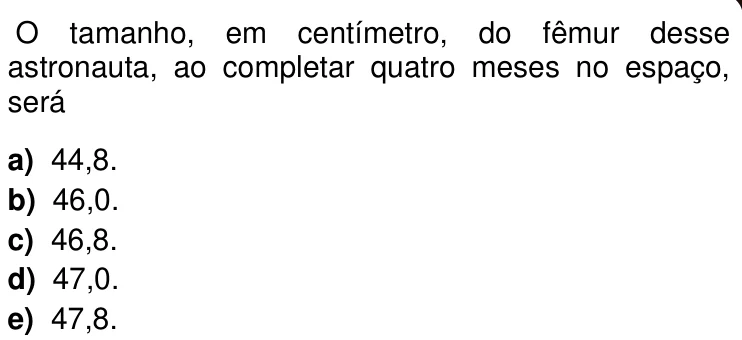 O tamanho, em centímetro, do fêmur desse
astronauta, ao completar quatro meses no espaço,
será
a) 44,8.
b) 46,0.
c) 46,8.
d) 47,0.
e) 47,8.